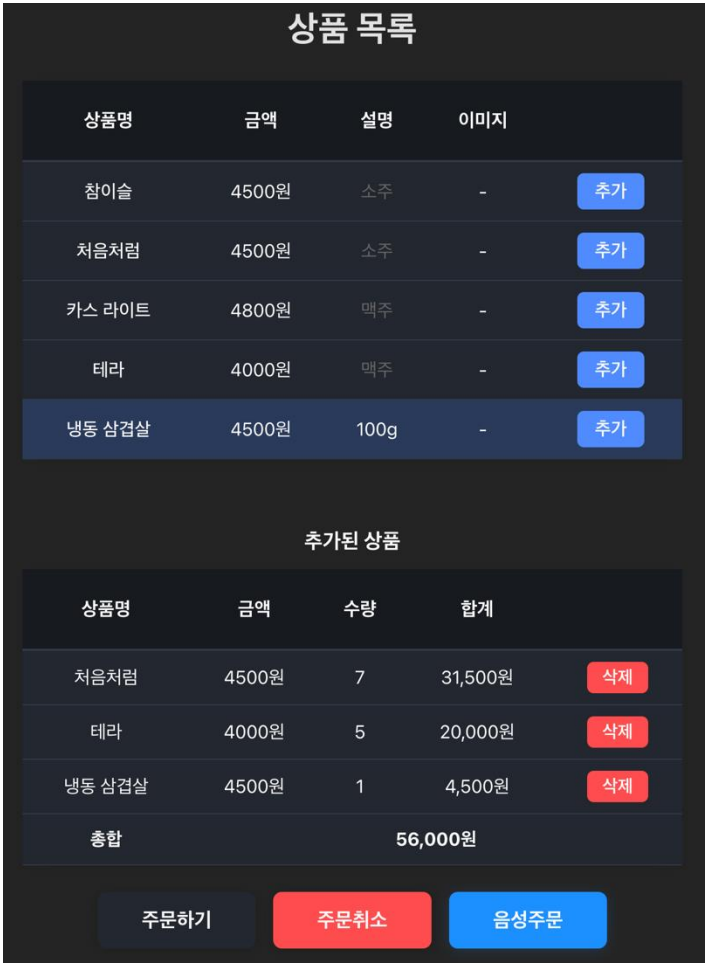 상품 목록
상품명 금액 설명 이미지
참이슬 4500원 소주 - 추가
처음처럼 4500원 소주 - 추가
카스 라이트 4800원 맥주 - 추가
테라 4000원 맥주 - 추가
냉동 삼겹살 4500원 100g - 추가
추가된 상품
상품명 금액 수량 합계
처음처럼 4500원 7 31,500원 삭제
테라 4000원 5 20,000원 삭제
냉동 삼겹살 4500원 1 4,500원 삭제
총합 56,000원
주문하기 주문취소 음성주문